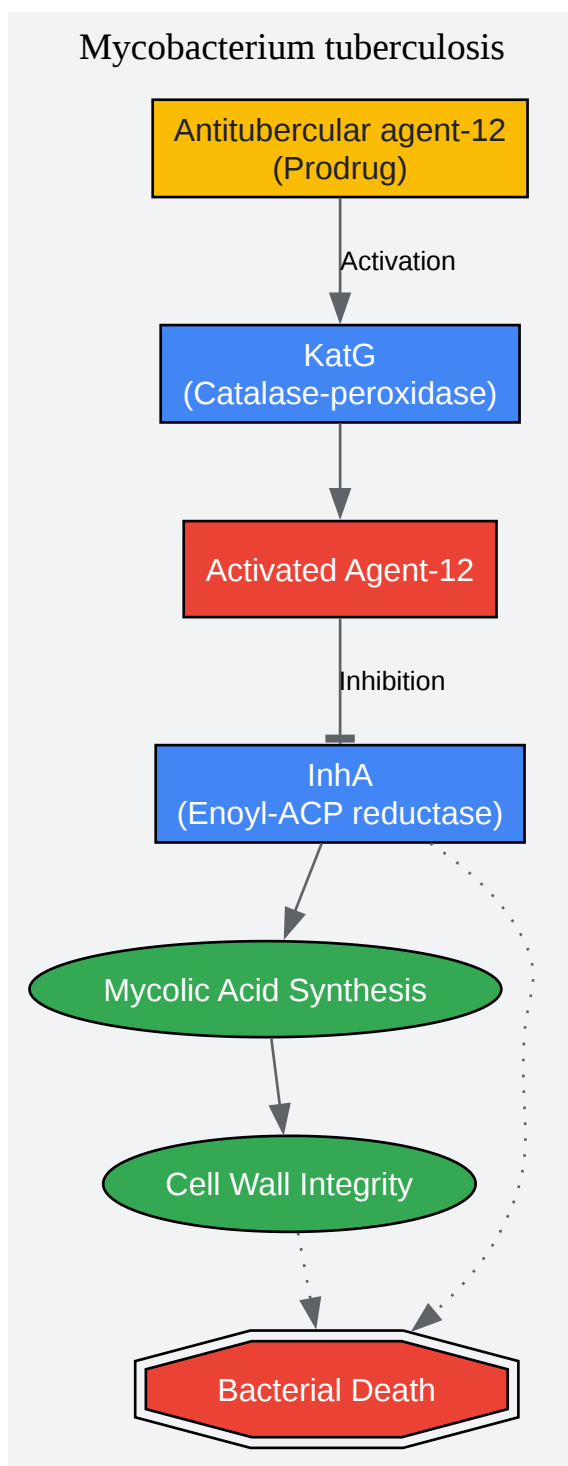 Mycobacterium tuberculosis
Antitubercular agent-12
(Prodrug)
Activation
KatG
(Catalase-peroxidase)
Activated Agent-12
Inhibition
InhA
(Enoyl-ACP reductase)
Mycolic Acid Synthesis
Cell Wall Integrity
Bacterial Death